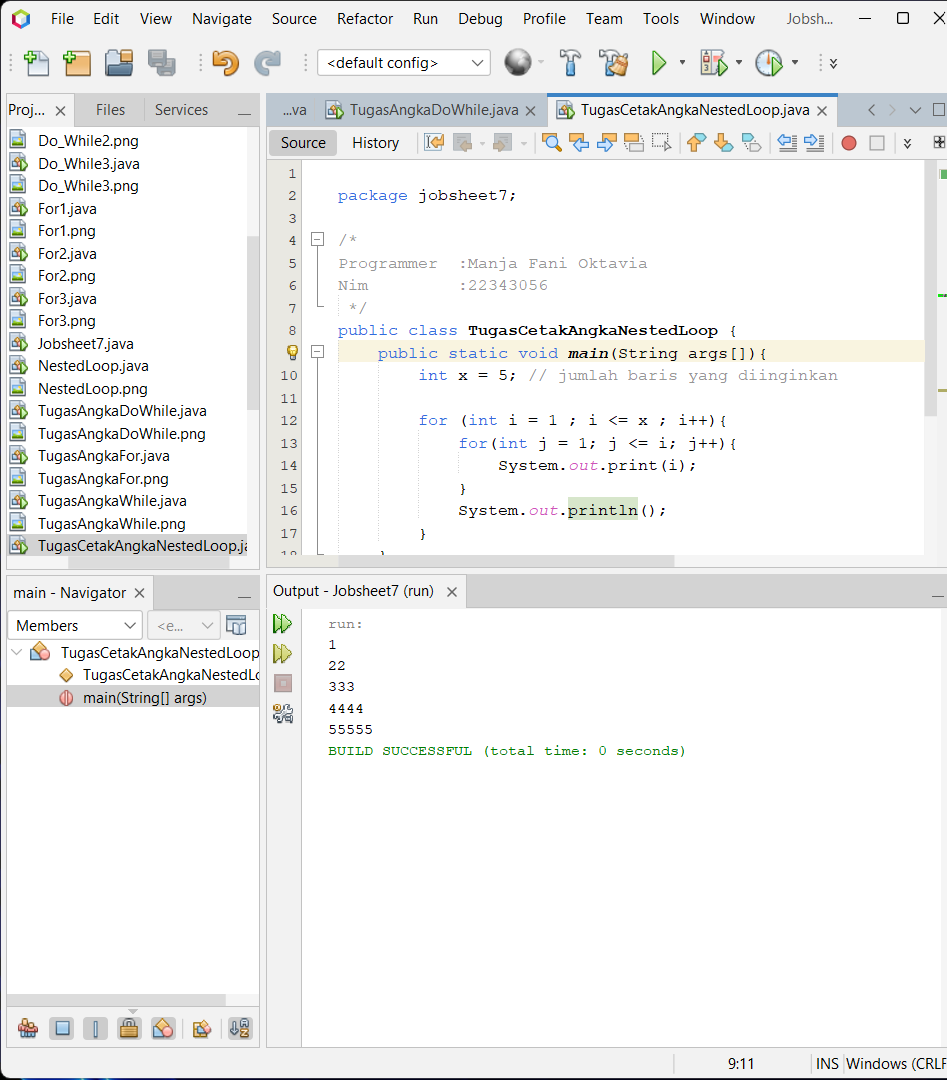 File Edit View Navigate Source Refactor Run Debug Profile Team Tools Window Jobsh...
<default config>
Proj... Files Services
Do_While2.png
Do_While3.java
Do_While3.png
For1.java
For1.png
For2.java
For2.png
For3.java
For3.png
Jobsheet7.java
NestedLoop.java
NestedLoop.png
TugasAngkaDoWhile.java
TugasAngkaDoWhile.png
TugasAngkaFor.java
TugasAngkaFor.png
TugasAngkaWhile.java
TugasAngkaWhile.png
TugasCetakAngkaNestedLoop.ja
...va TugasAngkaDoWhile.java TugasCetakAngkaNestedLoop.java
Source History
1
2 package jobsheet7;
3
4 /*
5 Programmer :Manja Fani Oktavia
6 Nim :22343056
7 */
8 public class TugasCetakAngkaNestedLoop {
public static void main(String args[]){
10 int x = 5; // jumlah baris yang diinginkan
11
12 for (int i = 1 ; i <= x ; i++){
13 for(int j = 1; j <= i; j++){
14 System.out.print(i);
15 }
16 System.out.println();
17 }
18 }
main - Navigator
Members <e...
TugasCetakAngkaNestedLoop
TugasCetakAngkaNestedLo
main(String[] args)
Output - Jobsheet7 (run)
run:
1
22
333
4444
55555
BUILD SUCCESSFUL (total time: 0 seconds)
9:11 INS Windows (CRLF